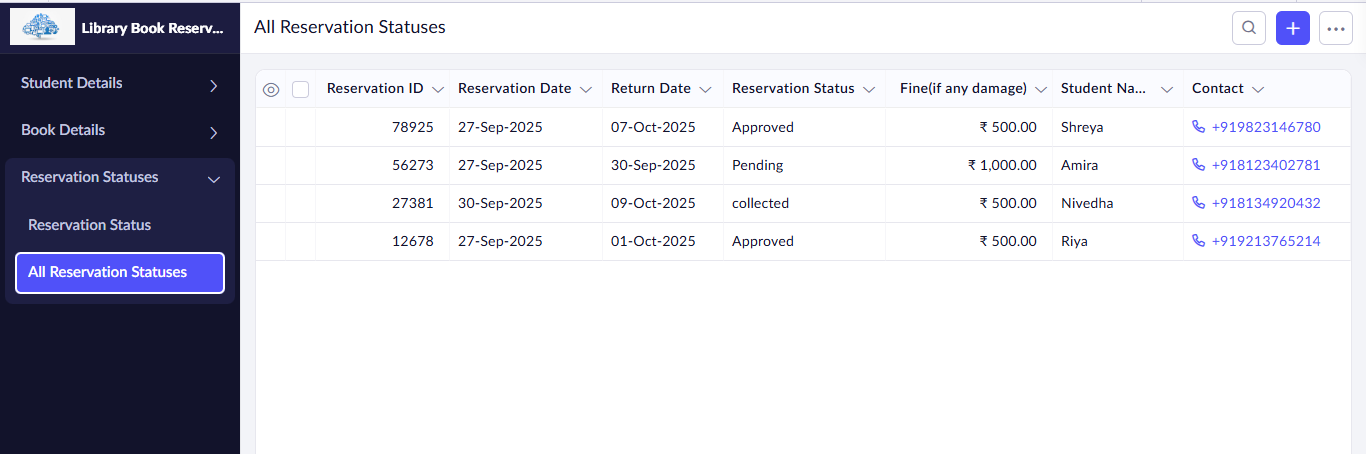 Library Book Reserv...
All Reservation Statuses
Student Details
Book Details
Reservation Statuses
Reservation Status
All Reservation Statuses
Reservation ID Reservation Date Return Date Reservation Status Fine(if any damage) Student Na... Contact
78925 27-Sep-2025 07-Oct-2025 Approved ₹ 500.00 Shreya +919823146780
56273 27-Sep-2025 30-Sep-2025 Pending ₹ 1,000.00 Amira +918123402781
27381 30-Sep-2025 09-Oct-2025 collected ₹ 500.00 Nivedha +918134920432
12678 27-Sep-2025 01-Oct-2025 Approved ₹ 500.00 Riya +919213765214